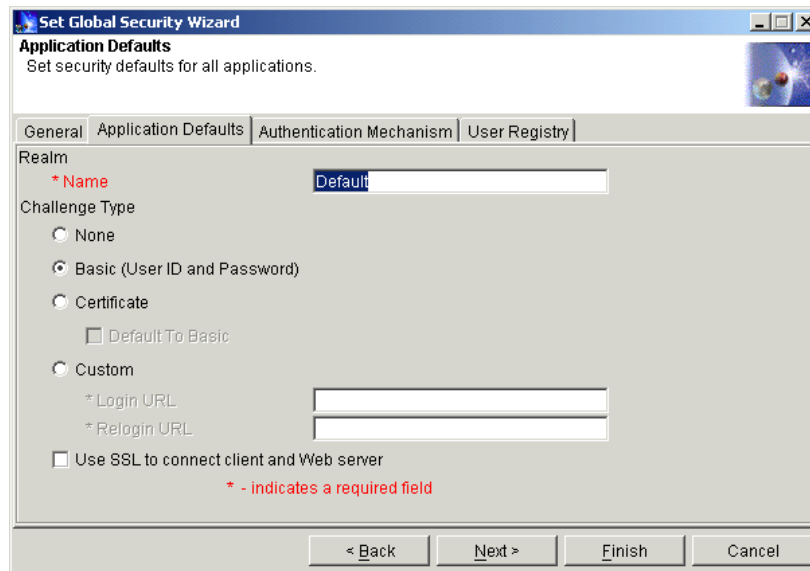 Set Global Security Wizard
Application Defaults
Set security defaults for all applications.
General
Application Defaults
Authentication Mechanism
User Registry
Realm
* Name
Default
Challenge Type
None
Basic (User ID and Password)
Certificate
Default To Basic
Custom
* Login URL
* Relogin URL
Use SSL to connect client and Web server
* - indicates a required field
< Back
Next >
Finish
Cancel